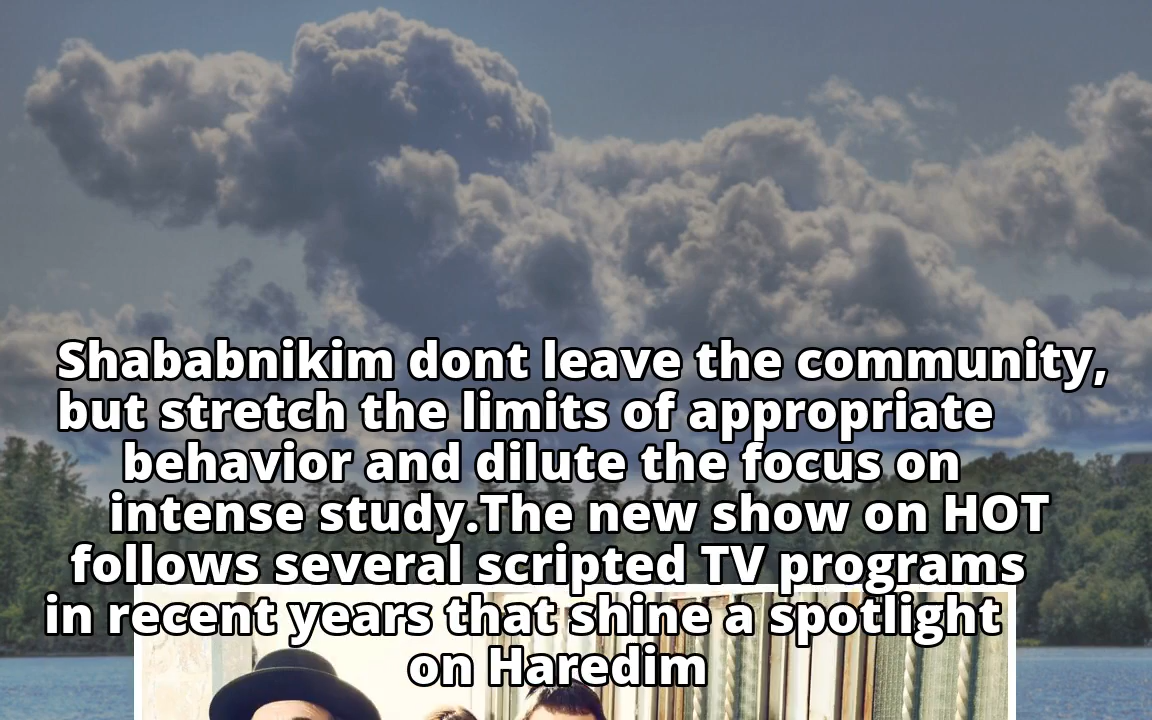 Shababnikim dont leave the community,
but stretch the limits of appropriate
behavior and dilute the focus on
intense study.The new show on HOT
follows several scripted TV programs
in recent years that shine a spotlight
on Haredim